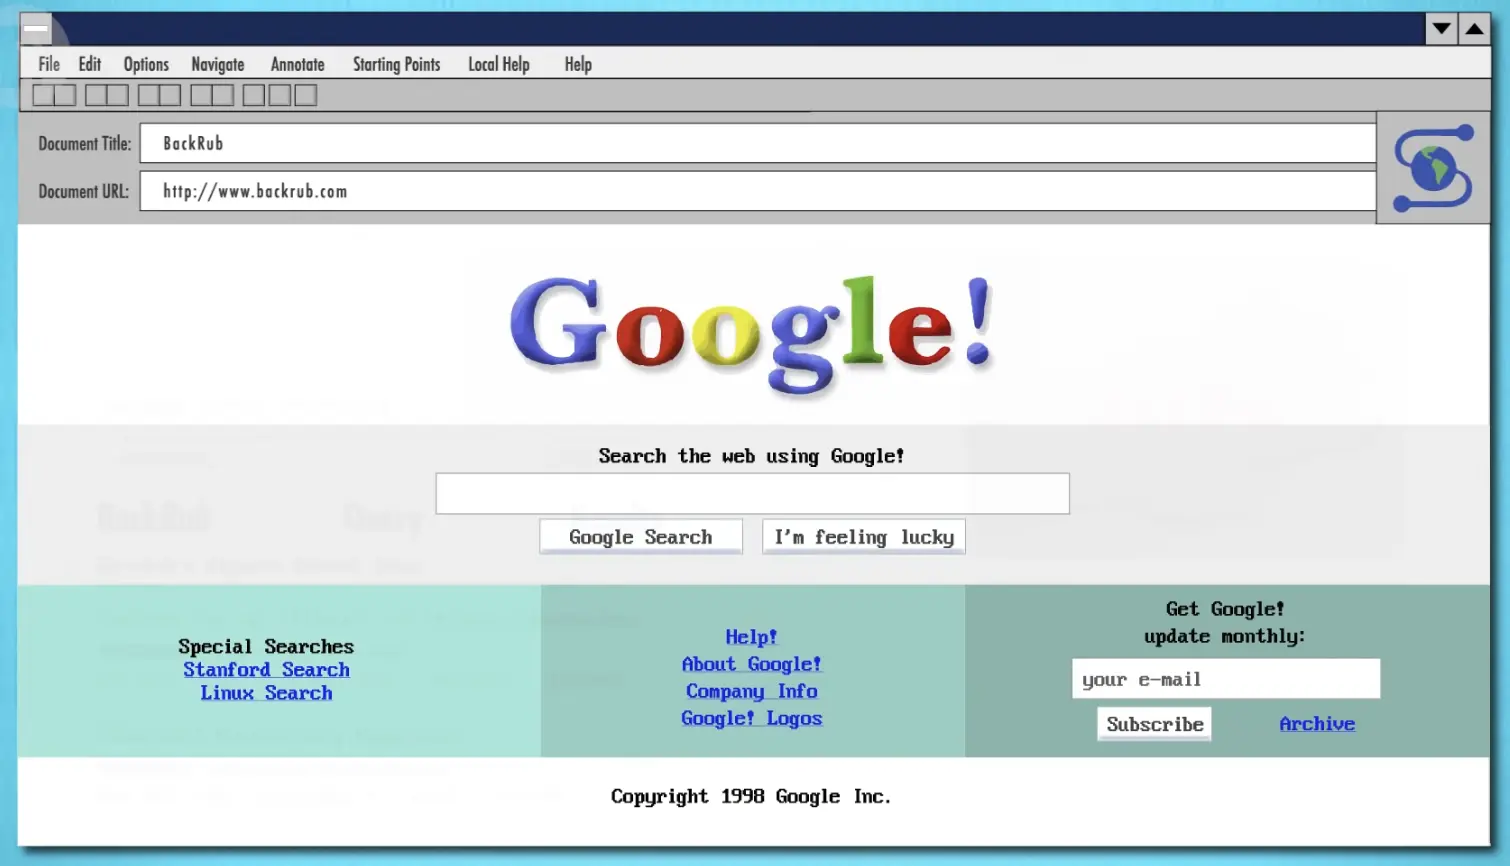 File Edit Options Navigate Annotate Starting Points Local Help Help
Document Title: BackRub
Document URL: http://www.backrub.com
Google!
Search the web using Google!
Google Search I'm feeling lucky
Special Searches
Stanford Search
Linux Search
Help!
About Google!
Company Info
Google! Logos
Get Google!
update monthly:
your e-mail
Subscribe Archive
Copyright 1998 Google Inc.